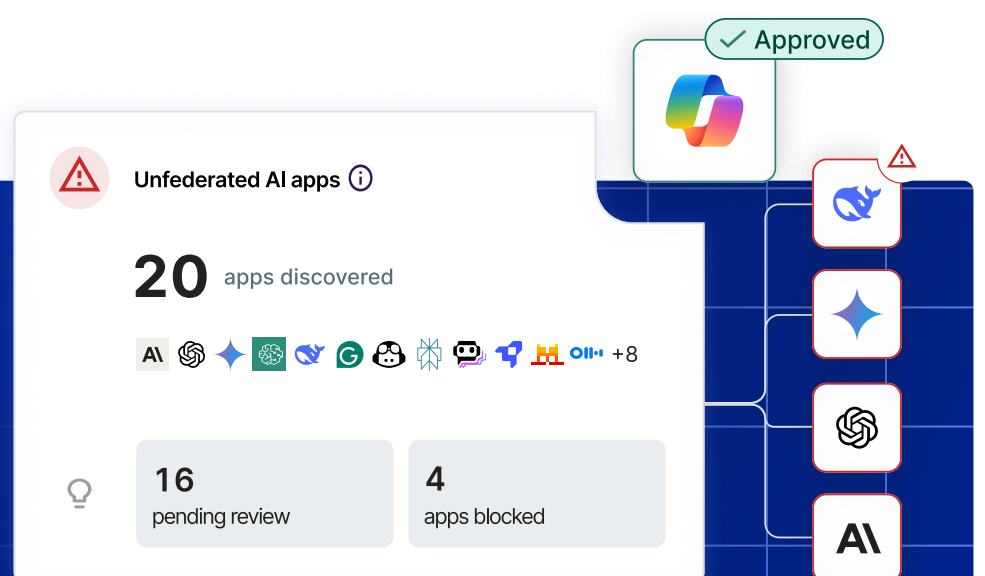 Approved
Unfederated AI apps
20 apps discovered
+8
16
pending review
4
apps blocked